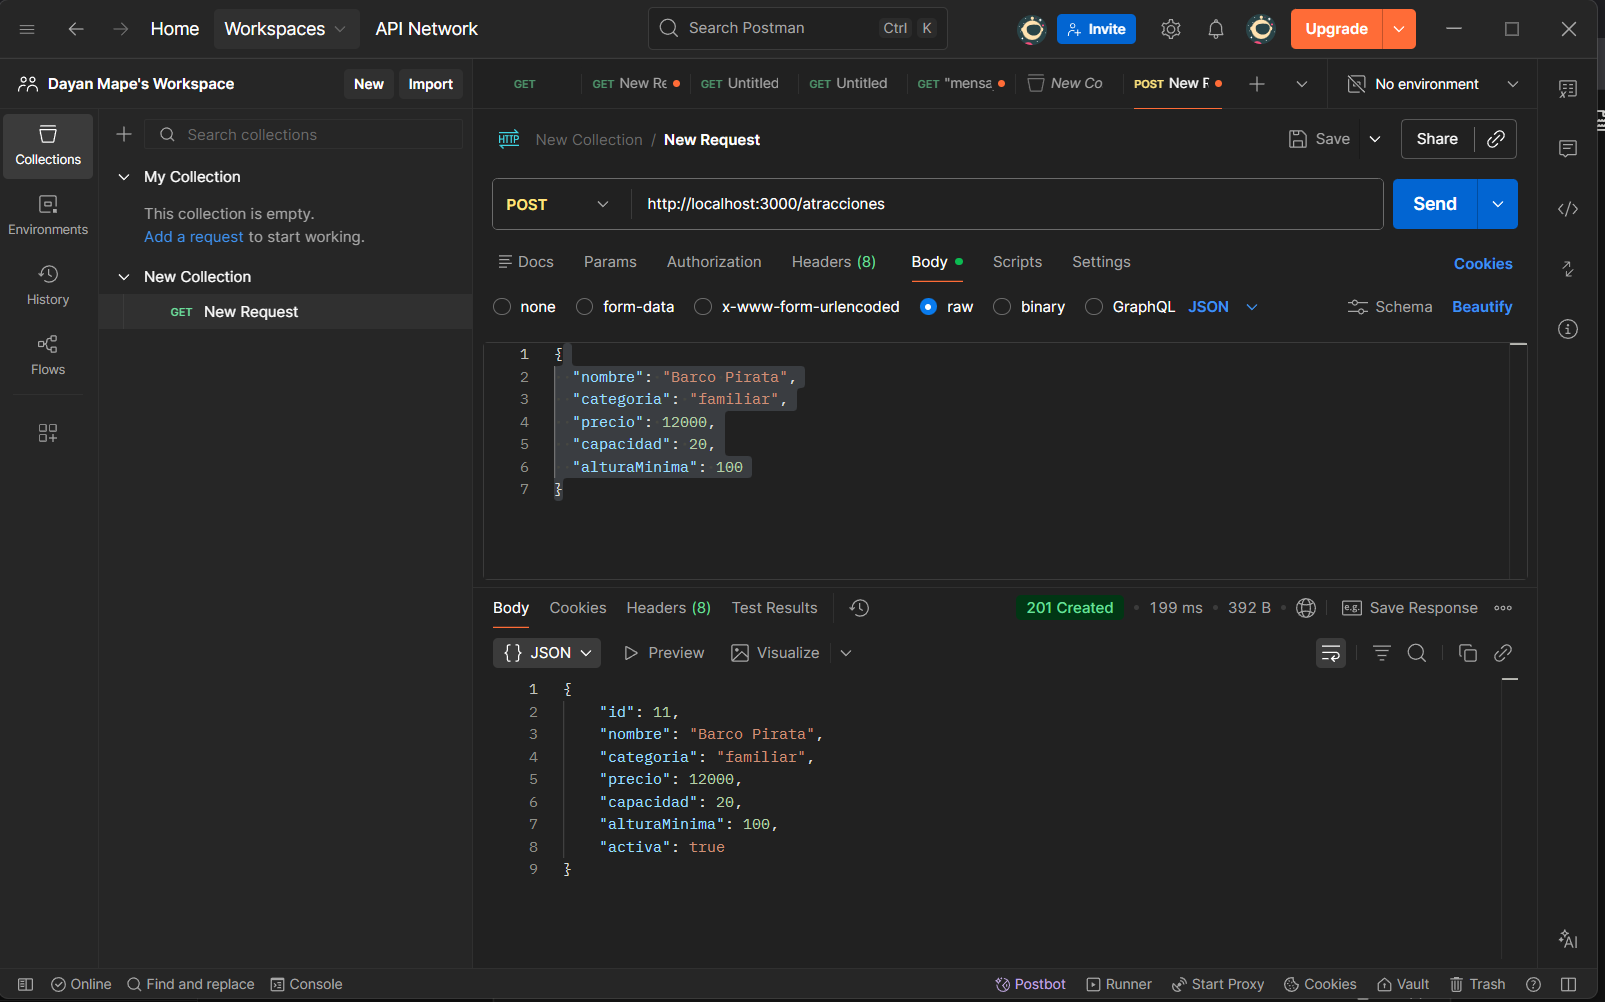 Home Workspaces API Network Search Postman Ctrl K Invite Upgrade
Dayan Mape's Workspace New Import
GET GET New Re GET Untitled GET Untitled GET "mensa New Co POST New R No environment
Collections
Environments
History
Flows
Search collections
My Collection
This collection is empty.
Add a request to start working.
New Collection
GET New Request
HTTP New Collection / New Request Save Share
POST http://localhost:3000/atracciones Send
Docs Params Authorization Headers (8) Body Scripts Settings Cookies
none form-data x-www-form-urlencoded raw binary GraphQL JSON Schema Beautify
1 {
2 "nombre": "Barco Pirata",
3 "categoria": "familiar",
4 "precio": 12000,
5 "capacidad": 20,
6 "alturaMinima": 100
7 }
Body Cookies Headers (8) Test Results 201 Created 199 ms 392 B e.g. Save Response
{} JSON Preview Visualize
1 {
2 "id": 11,
3 "nombre": "Barco Pirata",
4 "categoria": "familiar",
5 "precio": 12000,
6 "capacidad": 20,
7 "alturaMinima": 100,
8 "activa": true
9 }
AI
Online Find and replace Console Postbot Runner Start Proxy Cookies Vault Trash